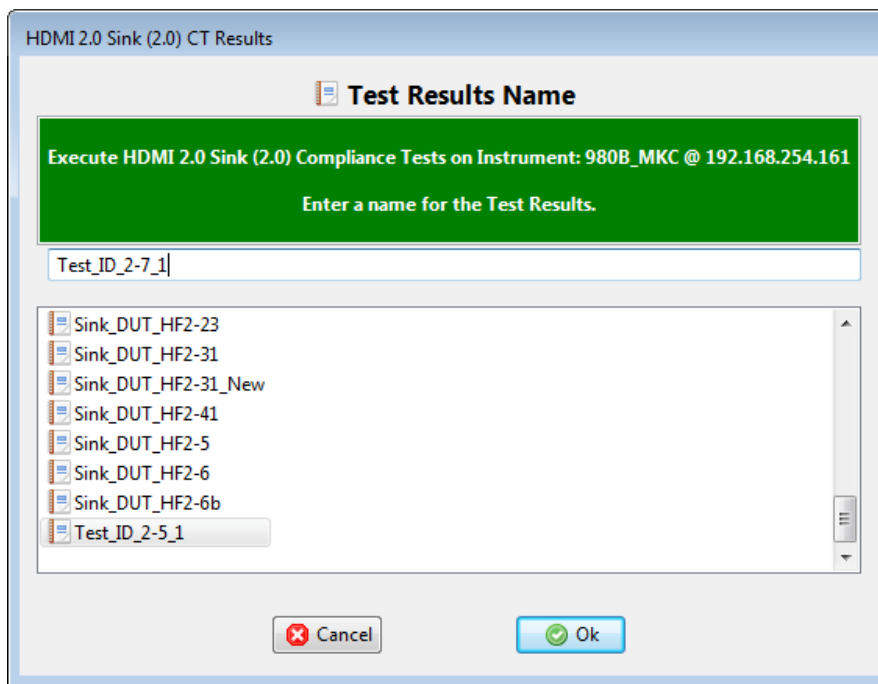 HDMI 2.0 Sink (2.0) CT Results
Test Results Name
Execute HDMI 2.0 Sink (2.0) Compliance Tests on Instrument: 980B_MKC @ 192.168.254.161
Enter a name for the Test Results.
Test_ID_2-7_1
Sink_DUT_HF2-23
Sink_DUT_HF2-31
Sink_DUT_HF2-31_New
Sink_DUT_HF2-41
Sink_DUT_HF2-5
Sink_DUT_HF2-6
Sink_DUT_HF2-6b
Test_ID_2-5_1
Cancel
Ok